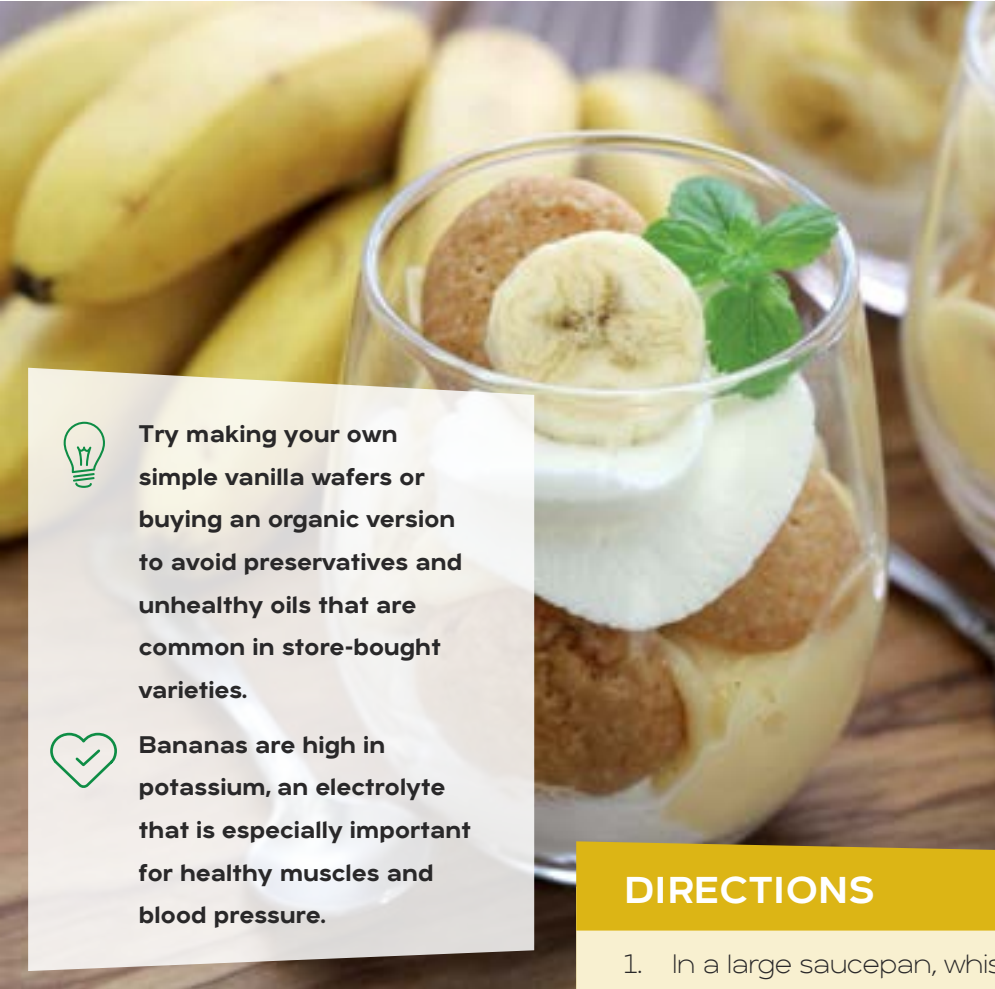 Try making your own
simple vanilla wafers or
buying an organic version
to avoid preservatives and
unhealthy oils that are
common in store-bought
varieties.
Bananas are high in
potassium, an electrolyte
that is especially important
for healthy muscles and
blood pressure.
DIRECTIONS
1. In a large saucepan,